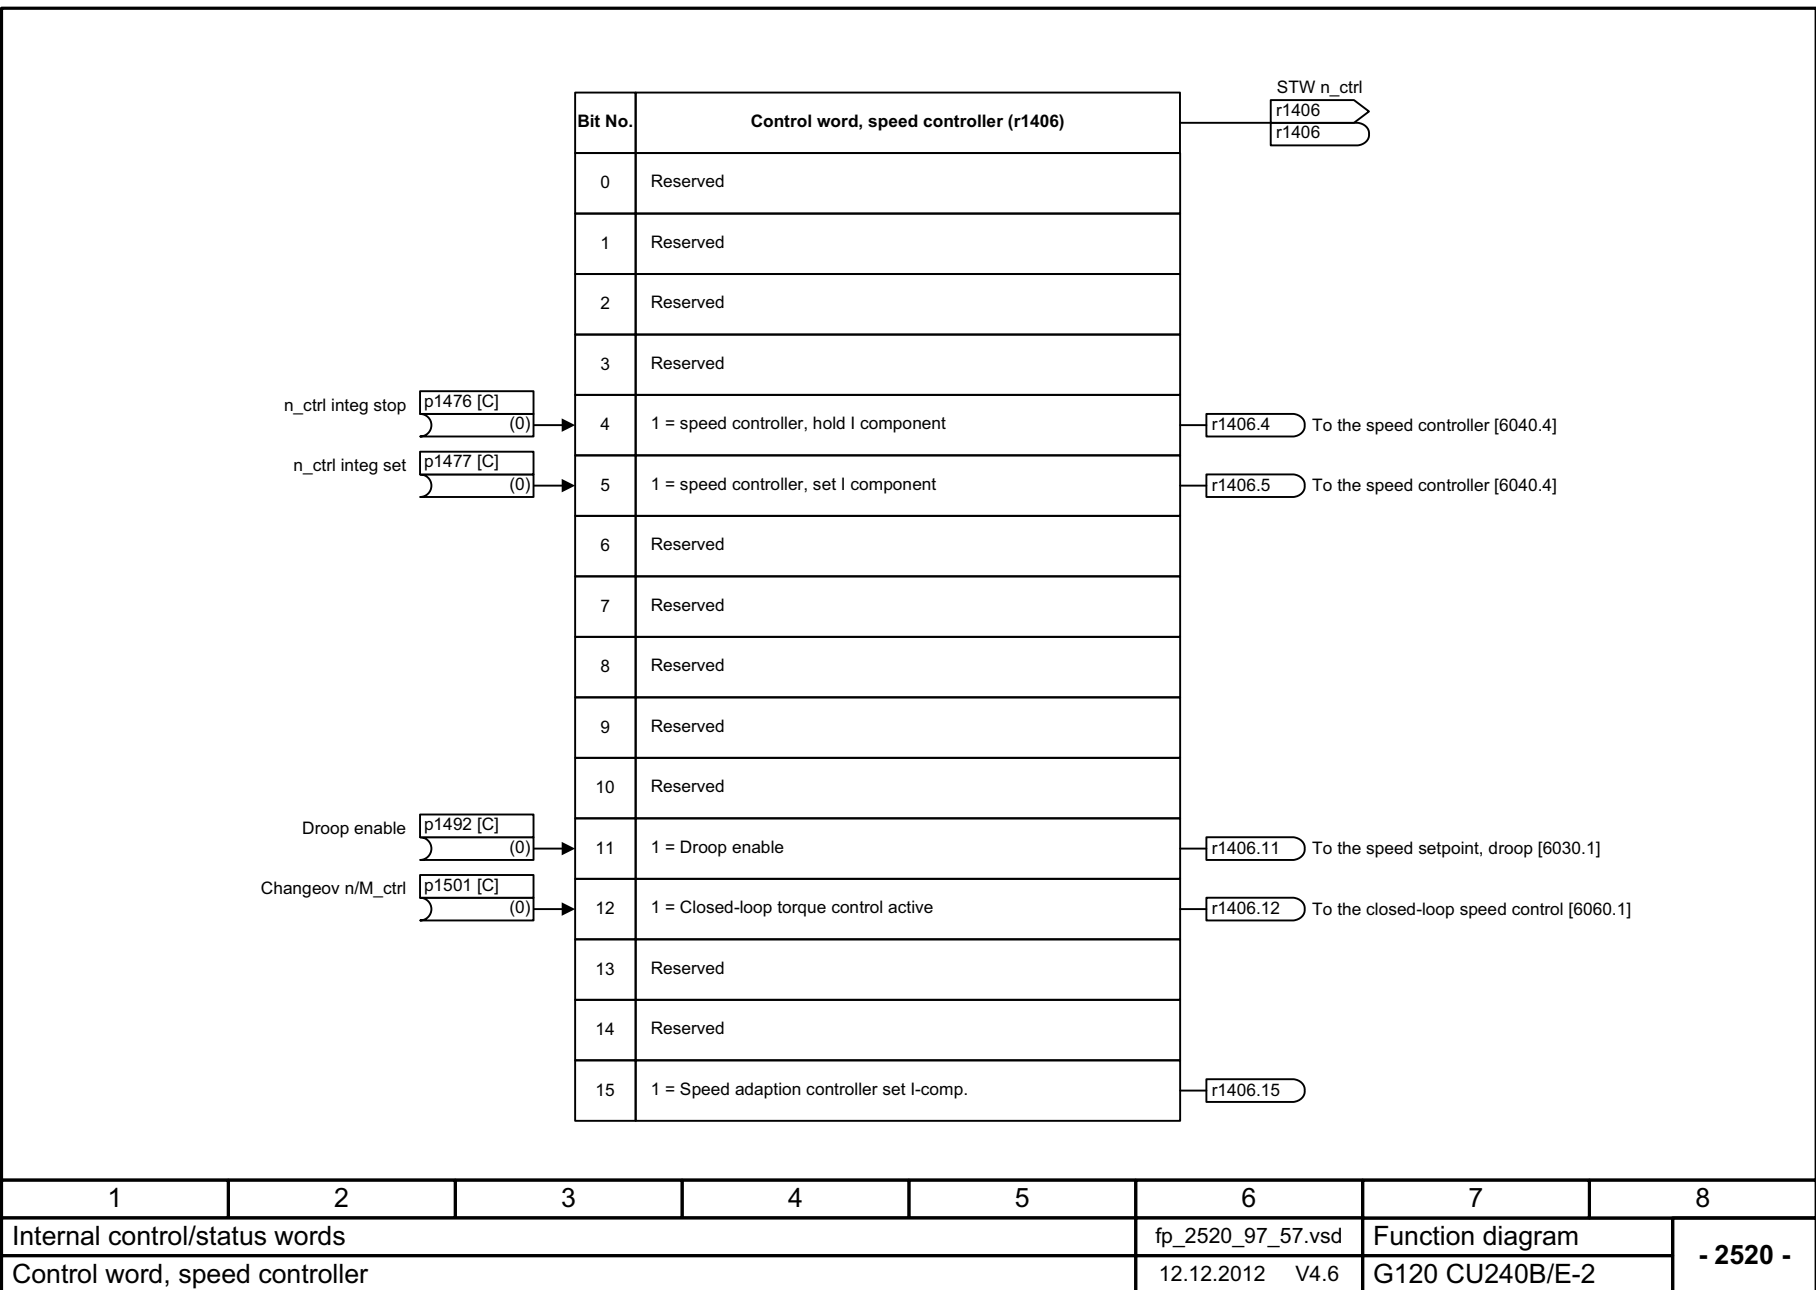 STW n_ctrl
r1406
r1406
Bit No. Control word, speed controller (r1406)
0 Reserved
1 Reserved
2 Reserved
3 Reserved
n_ctrl integ stop p1476 [C]
(0) 4 1 = speed controller, hold I component r1406.4 To the speed controller [6040.4]
n_ctrl integ set p1477 [C]
(0) 5 1 = speed controller, set I component r1406.5 To the speed controller [6040.4]
6 Reserved
7 Reserved
8 Reserved
9 Reserved
10 Reserved
Droop enable p1492 [C]
(0) 11 1 = Droop enable r1406.11 To the speed setpoint, droop [6030.1]
Changeov n/M_ctrl p1501 [C]
(0) 12 1 = Closed-loop torque control active r1406.12 To the closed-loop speed control [6060.1]
13 Reserved
14 Reserved
15 1 = Speed adaption controller set I-comp. r1406.15
1 2 3 4 5 6 7 8
Internal control/status words fp_2520_97_57.vsd Function diagram - 2520 -
Control word, speed controller 12.12.2012 V4.6 G120 CU240B/E-2